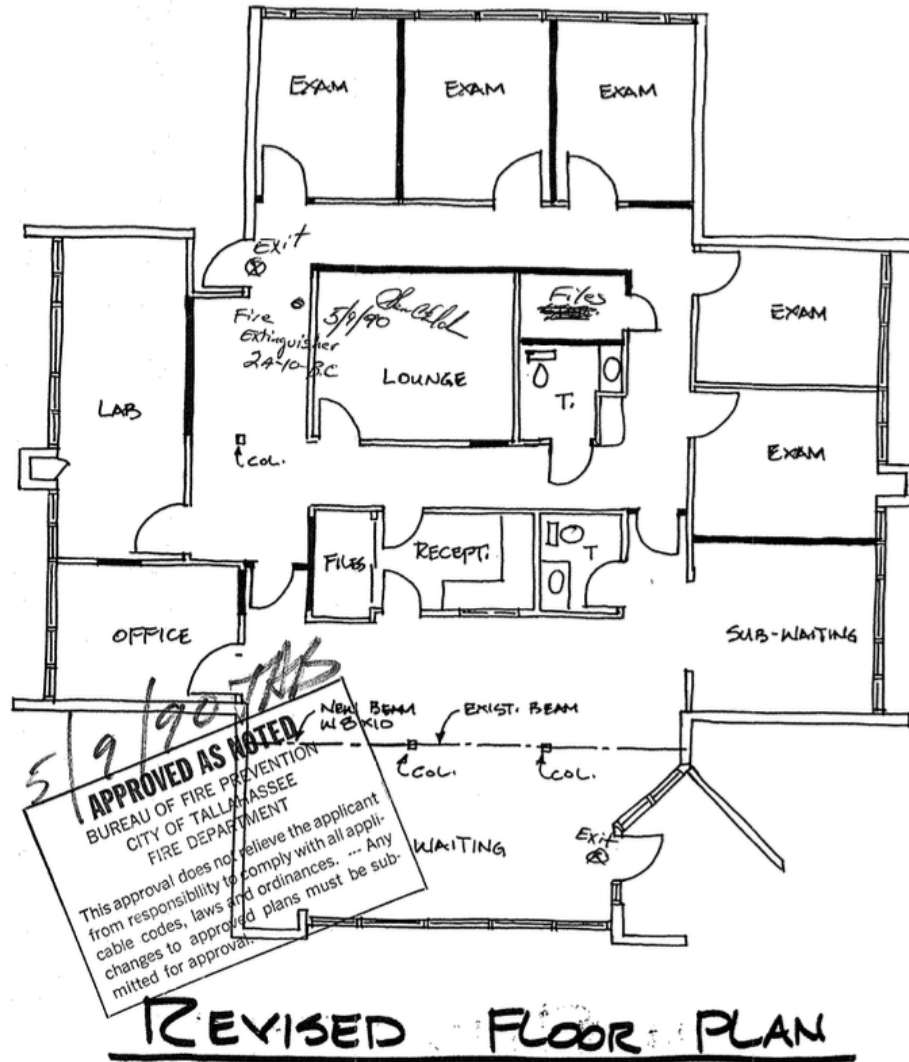 EXAM
EXAM
EXAM
Exit
Fire
Extinguisher
2A-10-B.C
5/9/90
Files
EXAM
LAB
LOUNGE
T.
EXAM
COL.
FILES
RECEPT.
T
OFFICE
SUB-WAITING
5/9/90 TAB
NEW BEAM
W8X10
EXIST. BEAM
COL.
COL.
APPROVED AS NOTED
BUREAU OF FIRE PREVENTION
CITY OF TALLAHASSEE
FIRE DEPARTMENT
This approval does not relieve the applicant
from responsibility to comply with all appli-
cable codes, laws and ordinances. --- Any
changes to approved plans must be sub-
mitted for approval.
WAITING
Exit
REVISED FLOOR PLAN